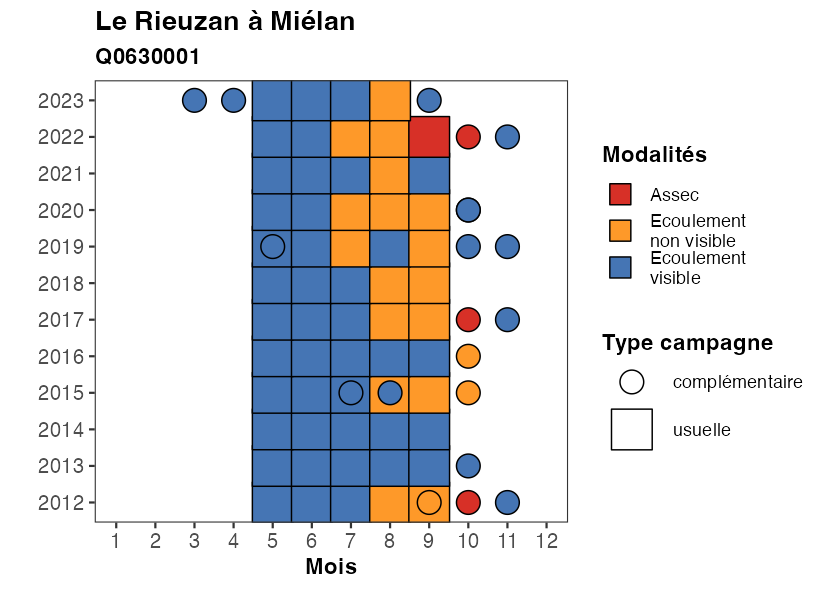 Le Rieuzan à Miélan
Q0630001
2023
2022
2021
2020
2019
2018
2017
2016
2015
2014
2013
2012
1 2 3 4 5 6 7 8 9 10 11 12
Mois
Modalités
Assec
Ecoulement
non visible
Ecoulement
visible
Type campagne
complémentaire
usuelle